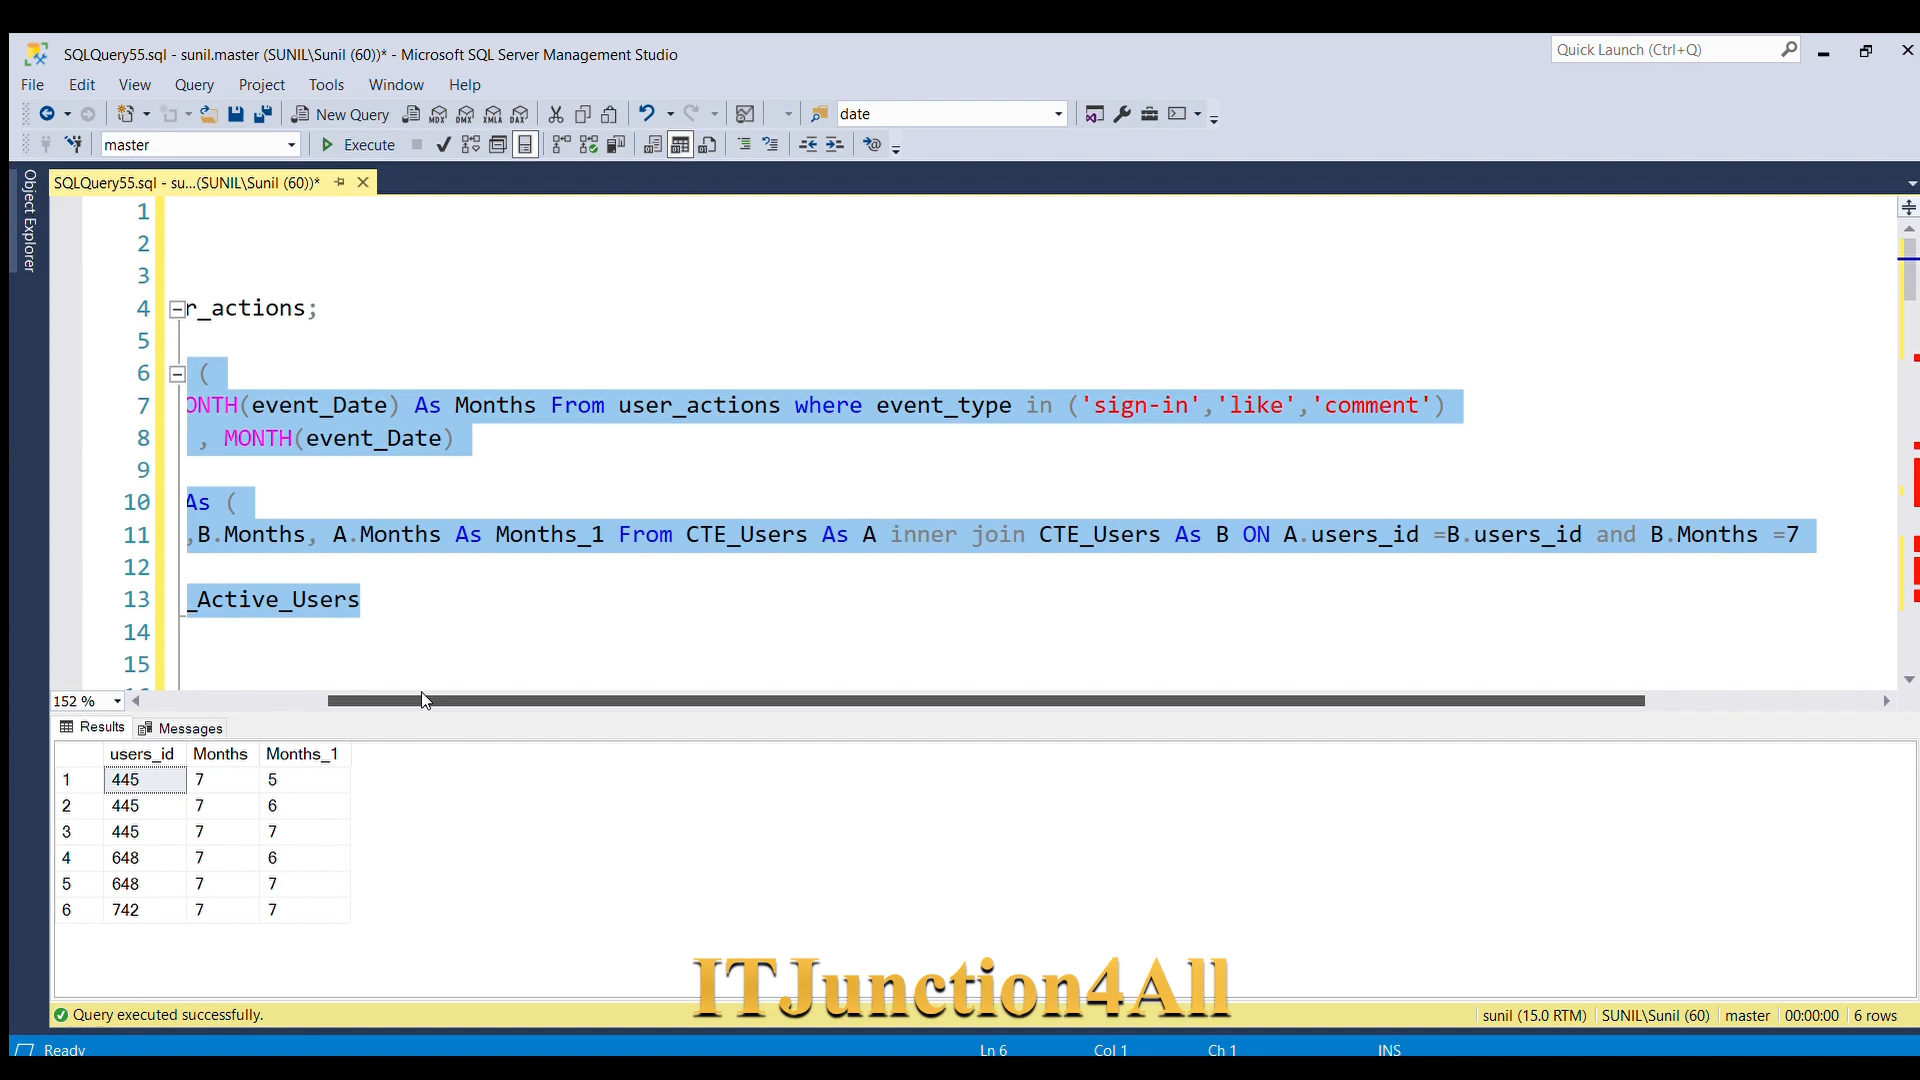 SQLQuery55.sql - sunil.master (SUNIL\Sunil (60))* - Microsoft SQL Server Management Studio
Quick Launch (Ctrl+Q)
File Edit View Query Project Tools Window Help
New Query
MDX DMX XMLA DAX
date
master
Execute
Object Explorer
SQLQuery55.sql - su...(SUNIL\Sunil (60))*
1
2
3
4 r_actions;
5
6 (
7 ONTH(event_Date) As Months From user_actions where event_type in ('sign-in','like','comment')
8 , MONTH(event_Date)
9
10 As (
11 ,B.Months, A.Months As Months_1 From CTE_Users As A inner join CTE_Users As B ON A.users_id =B.users_id and B.Months =7
12
13 _Active_Users
14
15
152 %
Results Messages
users_id Months Months_1
1 445 7 5
2 445 7 6
3 445 7 7
4 648 7 6
5 648 7 7
6 742 7 7
ITJunction4All
Query executed successfully.
sunil (15.0 RTM) SUNIL\Sunil (60) master 00:00:00 6 rows
Ready
Ln 6 Col 1 Ch 1 INS